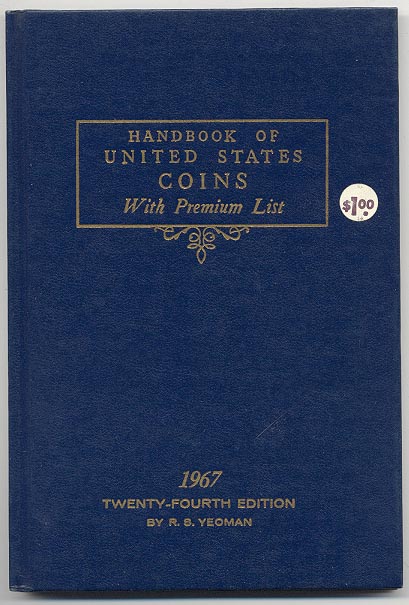 HANDBOOK OF
UNITED STATES
COINS
With Premium List
$1.00
1967
TWENTY-FOURTH EDITION
BY R. S. YEOMAN